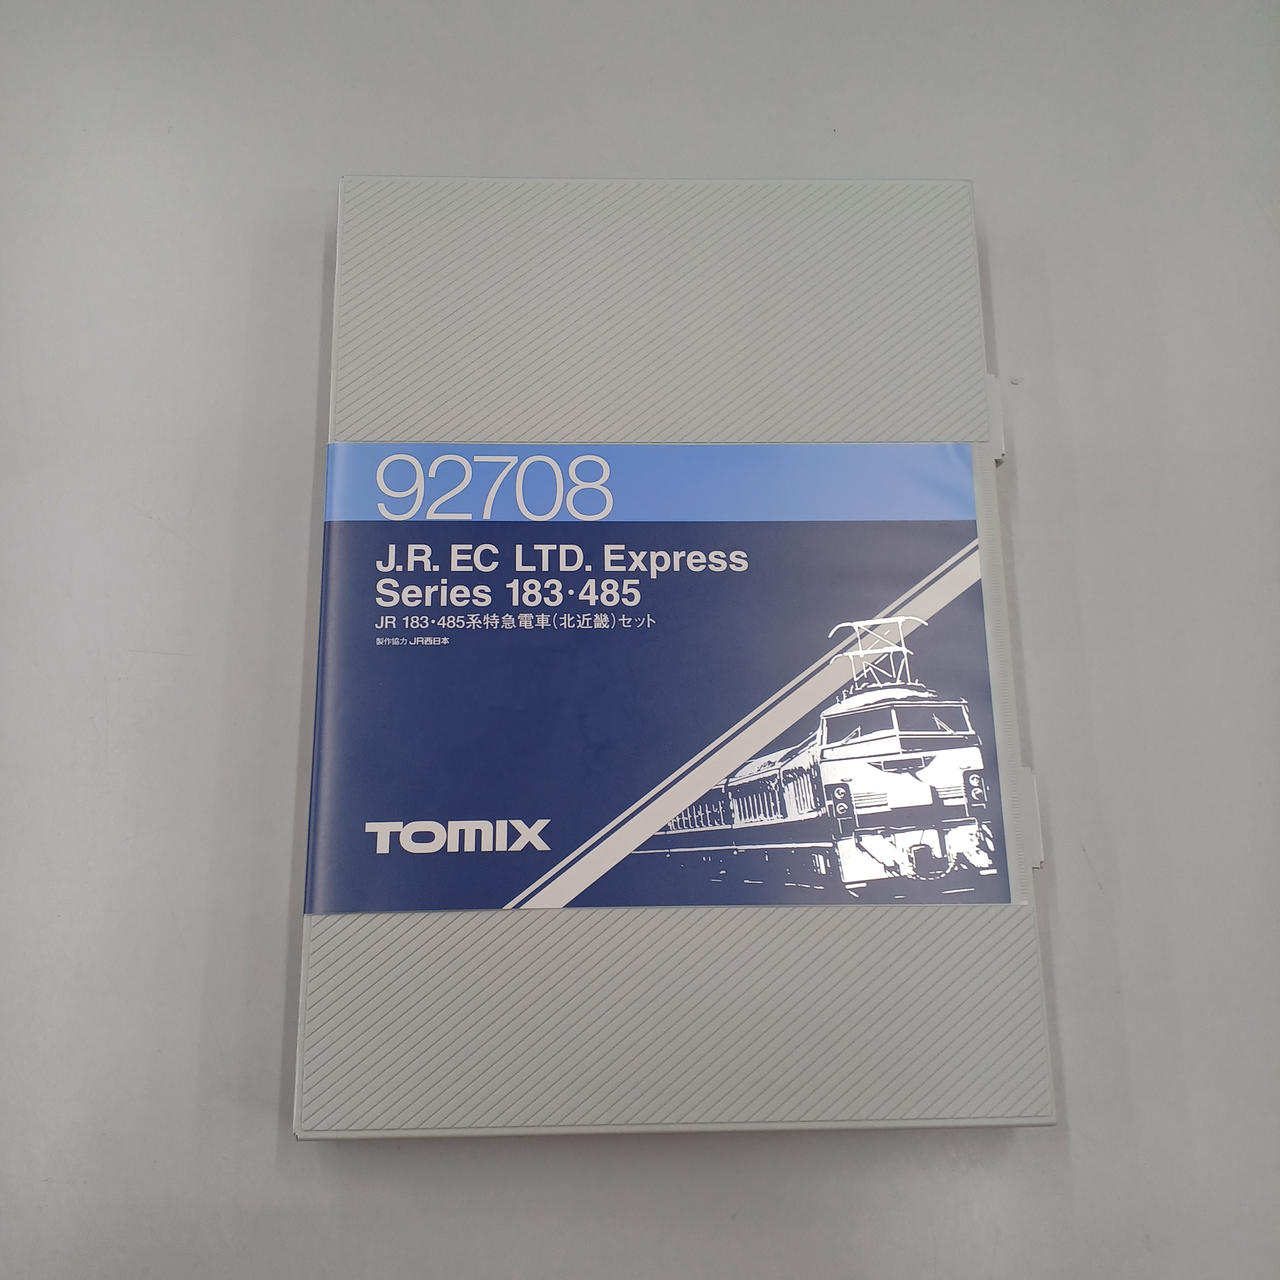 92708
J.R. EC LTD. Express
Series 183・485
JR 183・485系特急電車(北近畿)セット
製作協力 JR西日本
TOMIX